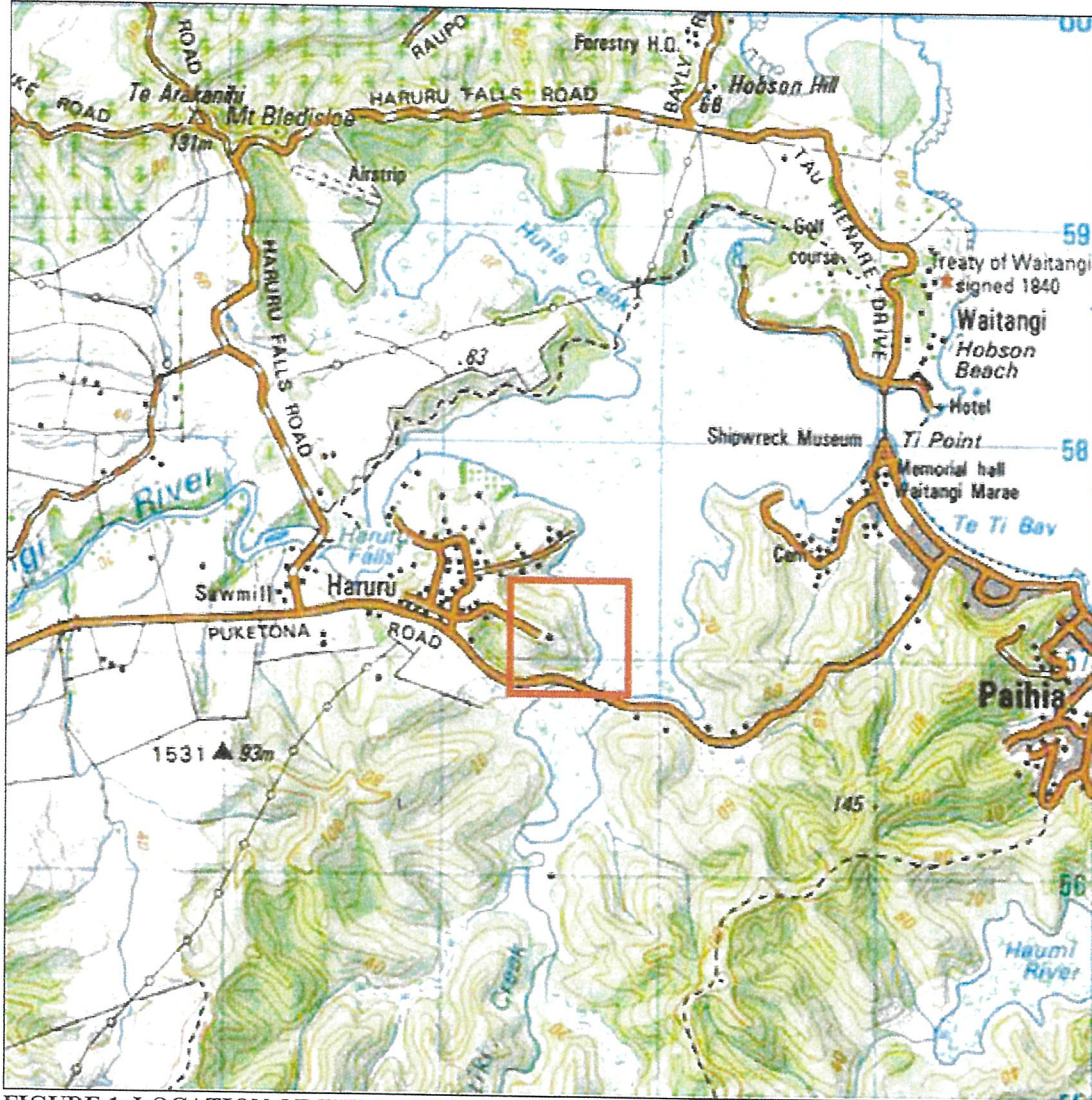 ROAD
RAUPO
Forestry H.Q.
BAYLY
Hobson Hill
68
ROAD
Te Arakanihi
Mt Bledisloe
131m
HARURU FALLS ROAD
Airstrip
TAU HENARE DRIVE
Golf
course
59
Hutia Creek
Treaty of Waitangi
signed 1840
Waitangi
Hobson
Beach
HARURU FALLS ROAD
.83
Hotel
Shipwreck Museum
Ti Point
58
Memorial hall
Waitangi Marae
Te Ti Bay
River
Haruru
Falls
Cem
Sawmill
Haruru
PUKETONA ROAD
Paihia
1531 ▲ 93m
145
56
Haumi
River
Creek